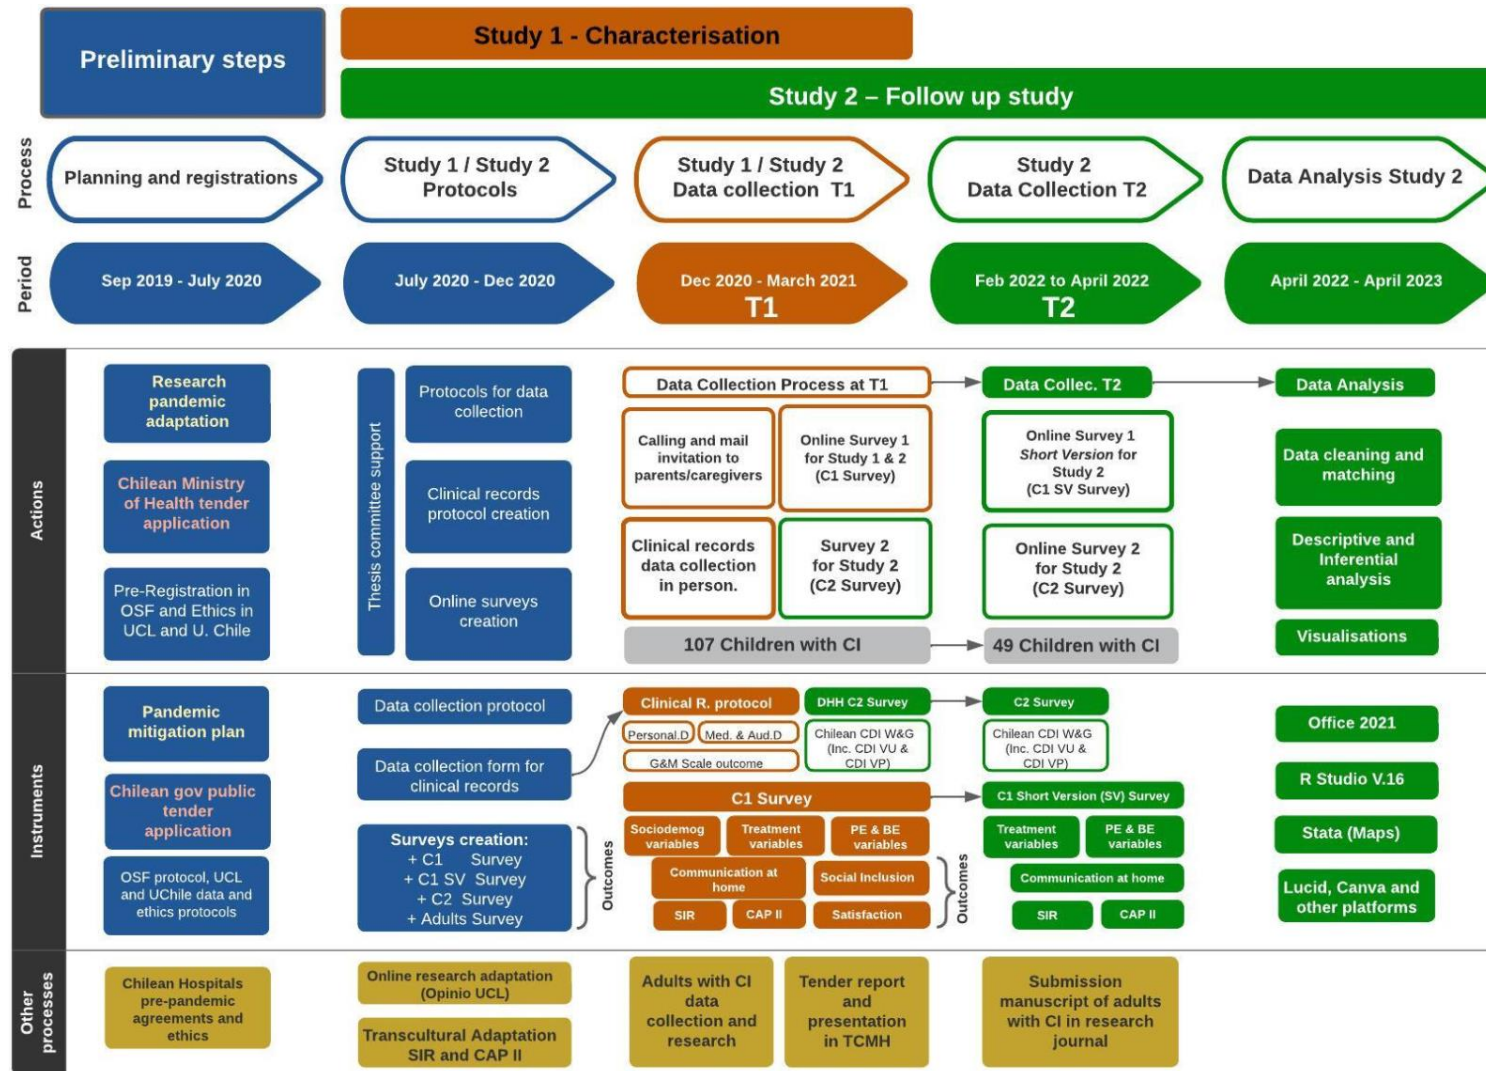 Preliminary steps
Study 1 - Characterisation
Study 2 – Follow up study
Process
Planning and registrations
Study 1 / Study 2
Protocols
Study 1 / Study 2
Data collection T1
Study 2
Data Collection T2
Data Analysis Study 2
Period
Sep 2019 - July 2020
July 2020 - Dec 2020
Dec 2020 - March 2021
T1
Feb 2022 to April 2022
T2
April 2022 - April 2023
Actions
Research
pandemic
adaptation
Chilean Ministry
of Health tender
application
Pre-Registration in
OSF and Ethics in
UCL and U. Chile
Thesis committee support
Protocols for data
collection
Clinical records
protocol creation
Online surveys
creation
Data Collection Process at T1
Calling and mail
invitation to
parents/caregivers
Online Survey 1
for Study 1 & 2
(C1 Survey)
Clinical records
data collection
in person.
Survey 2
for Study 2
(C2 Survey)
107 Children with CI
Data Collec. T2
Online Survey 1
Short Version for
Study 2
(C1 SV Survey)
Online Survey 2
for Study 2
(C2 Survey)
49 Children with CI
Data Analysis
Data cleaning and
matching
Descriptive and
Inferential
analysis
Visualisations
Instruments
Pandemic
mitigation plan
Chilean gov public
tender
application
OSF protocol, UCL
and UChile data and
ethics protocols
Data collection protocol
Data collection form for
clinical records
Surveys creation:
+ C1 Survey
+ C1 SV Survey
+ C2 Survey
+ Adults Survey
Outcomes
Clinical R. protocol
Personal.D
Med. & Aud.D
G&M Scale outcome
DHH C2 Survey
Chilean CDI W&G
(Inc. CDI VU &
CDI VP)
C1 Survey
Sociodemog
variables
Treatment
variables
PE & BE
variables
Communication at
home
Social Inclusion
SIR
CAP II
Satisfaction
Outcomes
C2 Survey
Chilean CDI W&G
(Inc. CDI VU &
CDI VP)
C1 Short Version (SV) Survey
Treatment
variables
PE & BE
variables
Communication at home
SIR
CAP II
Office 2021
R Studio V.16
Stata (Maps)
Lucid, Canva and
other platforms
Other
processes
Chilean Hospitals
pre-pandemic
agreements and
ethics
Online research adaptation
(Opinio UCL)
Transcultural Adaptation
SIR and CAP II
Adults with CI
data
collection and
research
Tender report
and
presentation
in TCMH
Submission
manuscript of adults
with CI in research
journal